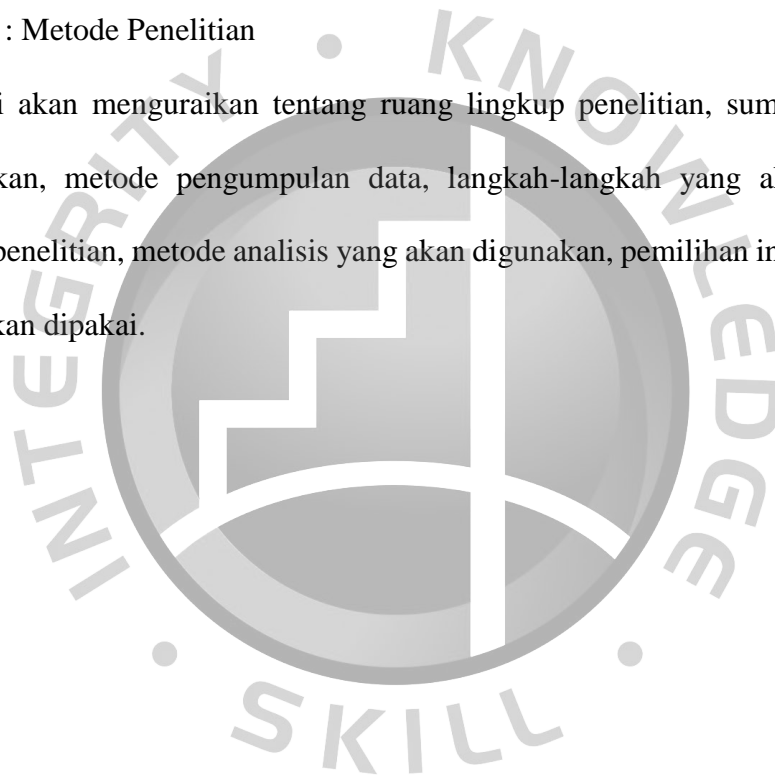 : Metode Penelitian
i akan menguraikan tentang ruang lingkup penelitian, sum
kan, metode pengumpulan data, langkah-langkah yang a
penelitian, metode analisis yang akan digunakan, pemilihan in
kan dipakai.
INTEGRITY • KNOWLEDGE • SKILL •